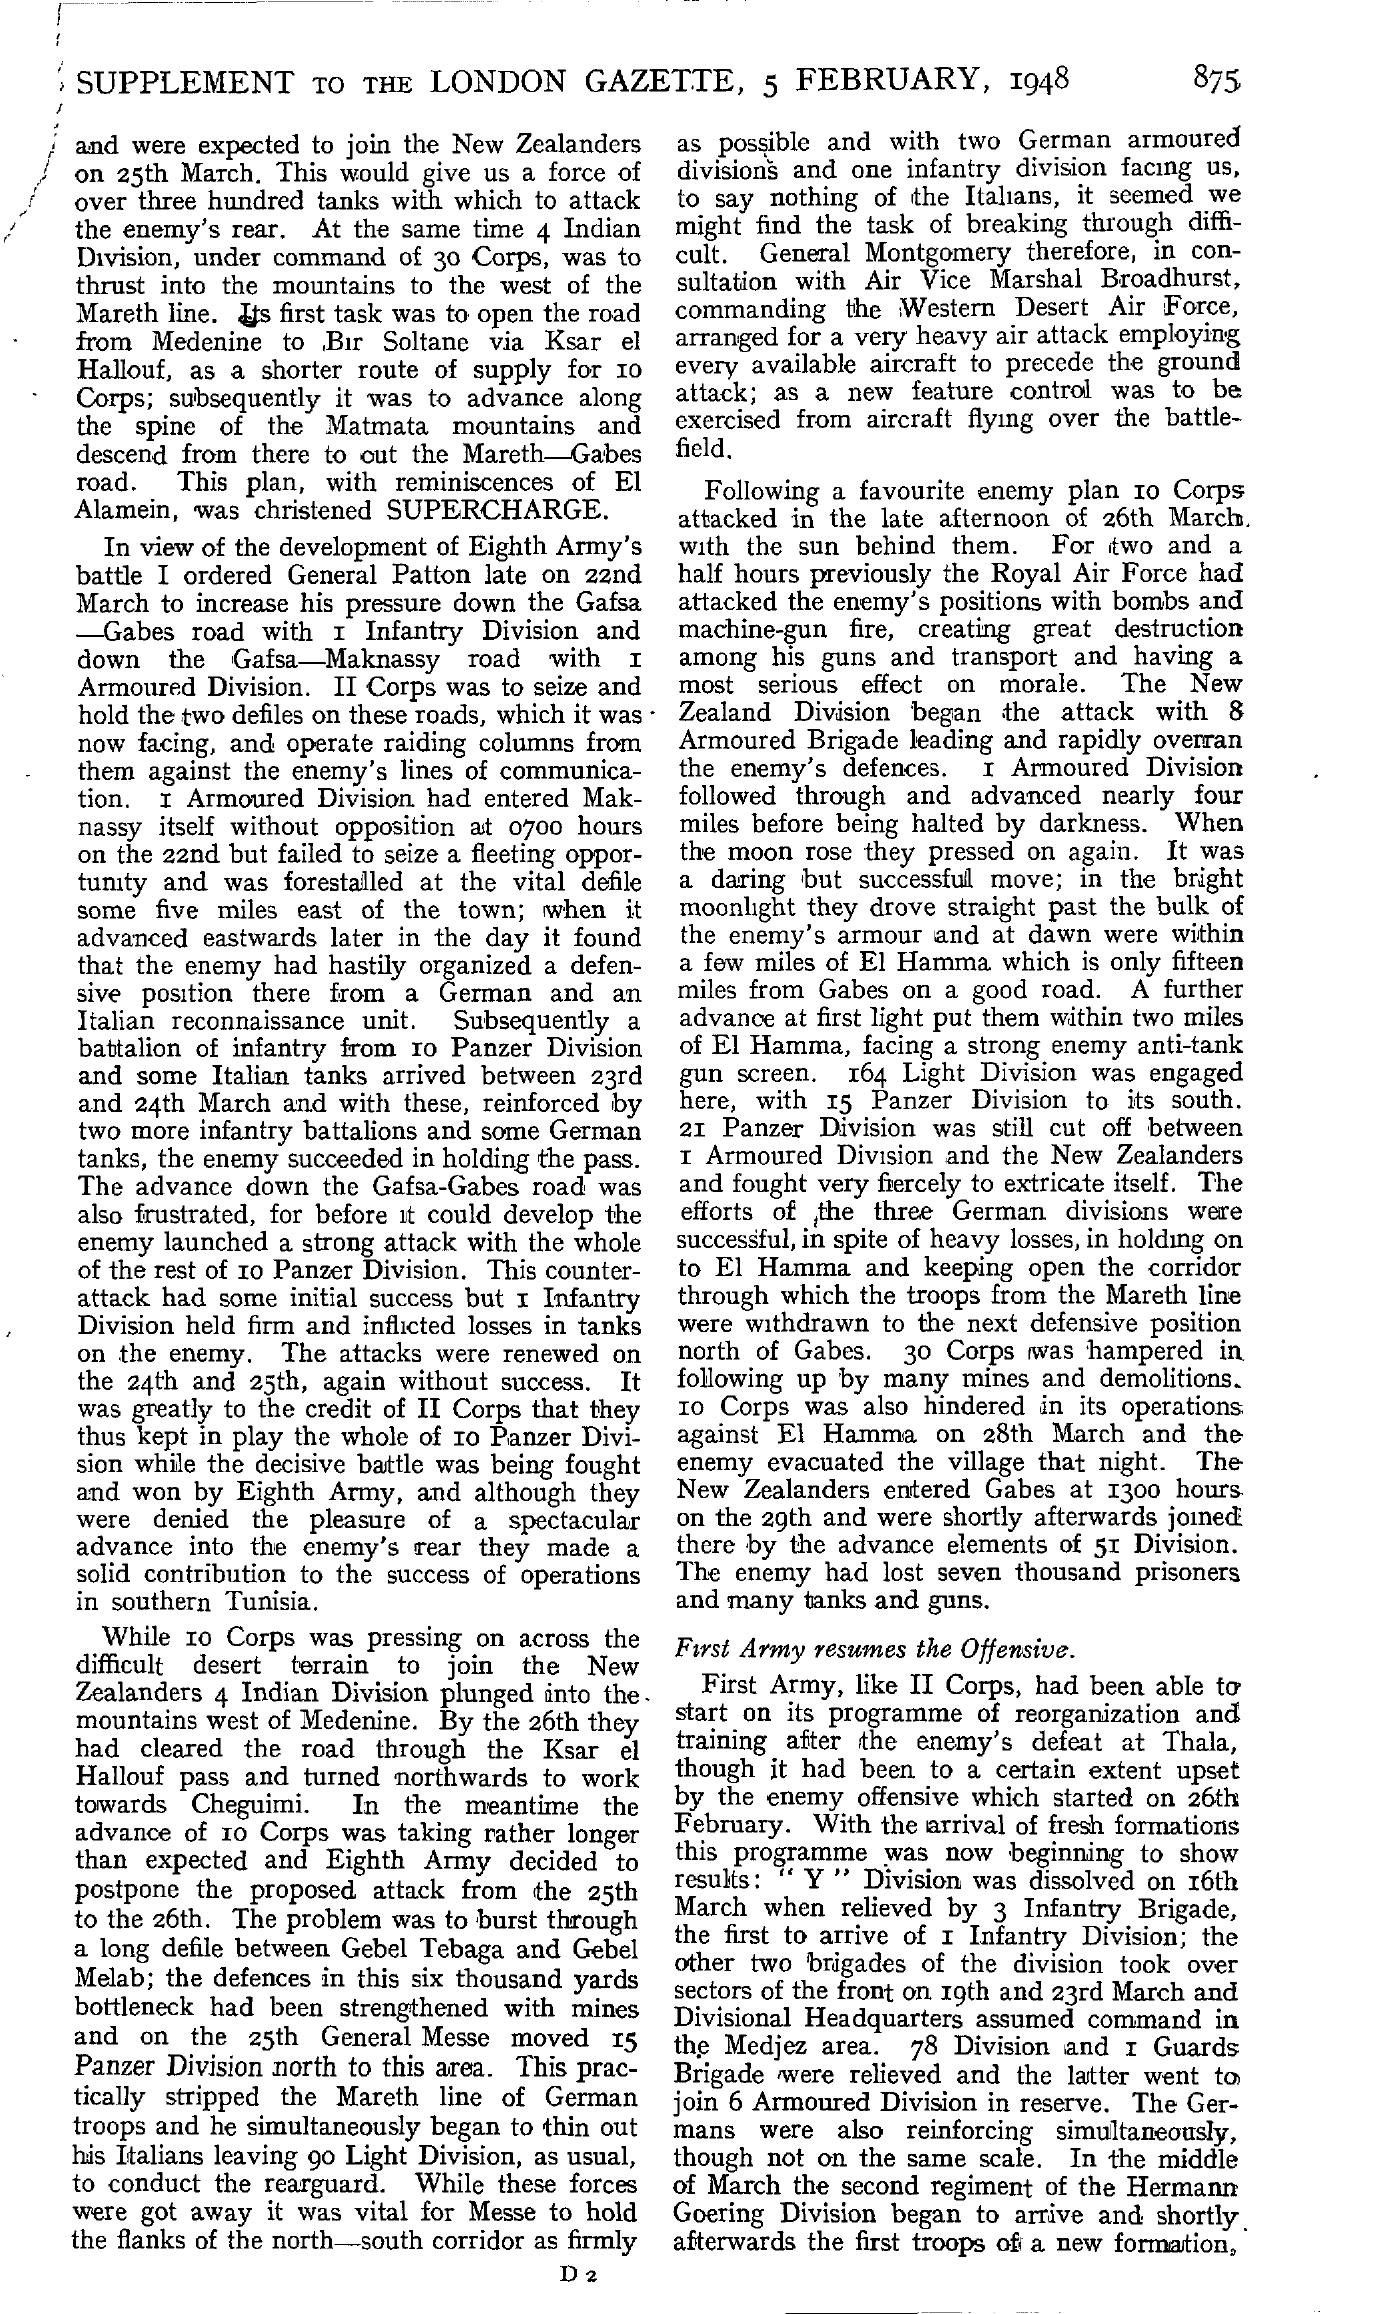 SUPPLEMENT TO THE LONDON GAZETTE, 5 FEBRUARY, 1948 875
and were expected to join the New Zealanders
on 25th March. This would give us a force of
over three hundred tanks with which to attack
the enemy's rear. At the same time 4 Indian
Division, under command of 30 Corps, was to
thrust into the mountains to the west of the
Mareth line. Its first task was to open the road
from Medenine to Bir Soltane via Ksar el
Hallouf, as a shorter route of supply for 10
Corps; subsequently it was to advance along
the spine of the Matmata mountains and
descend from there to cut the Mareth—Gabes
road. This plan, with reminiscences of El
Alamein, was christened SUPERCHARGE.
In view of the development of Eighth Army's
battle I ordered General Patton late on 22nd
March to increase his pressure down the Gafsa
—Gabes road with 1 Infantry Division and
down the Gafsa—Maknassy road with 1
Armoured Division. II Corps was to seize and
hold the two defiles on these roads, which it was
now facing, and operate raiding columns from
them against the enemy's lines of communica-
tion. 1 Armoured Division had entered Mak-
nassy itself without opposition at 0700 hours
on the 22nd but failed to seize a fleeting oppor-
tunity and was forestalled at the vital defile
some five miles east of the town; when it
advanced eastwards later in the day it found
that the enemy had hastily organized a defen-
sive position there from a German and an
Italian reconnaissance unit. Subsequently a
battalion of infantry from 10 Panzer Division
and some Italian tanks arrived between 23rd
and 24th March and with these, reinforced by
two more infantry battalions and some German
tanks, the enemy succeeded in holding the pass.
The advance down the Gafsa-Gabes road was
also frustrated, for before it could develop the
enemy launched a strong attack with the whole
of the rest of 10 Panzer Division. This counter-
attack had some initial success but 1 Infantry
Division held firm and inflicted losses in tanks
on the enemy. The attacks were renewed on
the 24th and 25th, again without success. It
was greatly to the credit of II Corps that they
thus kept in play the whole of 10 Panzer Divi-
sion while the decisive battle was being fought
and won by Eighth Army, and although they
were denied the pleasure of a spectacular
advance into the enemy's rear they made a
solid contribution to the success of operations
in southern Tunisia.
While 10 Corps was pressing on across the
difficult desert terrain to join the New
Zealanders 4 Indian Division plunged into the
mountains west of Medenine. By the 26th they
had cleared the road through the Ksar el
Hallouf pass and turned northwards to work
towards Cheguimi. In the meantime the
advance of 10 Corps was taking rather longer
than expected and Eighth Army decided to
postpone the proposed attack from the 25th
to the 26th. The problem was to burst through
a long defile between Gebel Tebaga and Gebel
Melab; the defences in this six thousand yards
bottleneck had been strengthened with mines
and on the 25th General Messe moved 15
Panzer Division north to this area. This prac-
tically stripped the Mareth line of German
troops and he simultaneously began to thin out
his Italians leaving 90 Light Division, as usual,
to conduct the rearguard. While these forces
were got away it was vital for Messe to hold
the flanks of the north—south corridor as firmly
as possible and with two German armoured
divisions and one infantry division facing us,
to say nothing of the Italians, it seemed we
might find the task of breaking through diffi-
cult. General Montgomery therefore, in con-
sultation with Air Vice Marshal Broadhurst,
commanding the Western Desert Air Force,
arranged for a very heavy air attack employing
every available aircraft to precede the ground
attack; as a new feature control was to be
exercised from aircraft flying over the battle-
field.
Following a favourite enemy plan 10 Corps
attacked in the late afternoon of 26th March
with the sun behind them. For two and a
half hours previously the Royal Air Force had
attacked the enemy's positions with bombs and
machine-gun fire, creating great destruction
among his guns and transport and having a
most serious effect on morale. The New
Zealand Division began the attack with 8
Armoured Brigade leading and rapidly overran
the enemy's defences. 1 Armoured Division
followed through and advanced nearly four
miles before being halted by darkness. When
the moon rose they pressed on again. It was
a daring but successful move; in the bright
moonlight they drove straight past the bulk of
the enemy's armour and at dawn were within
a few miles of El Hamma which is only fifteen
miles from Gabes on a good road. A further
advance at first light put them within two miles
of El Hamma, facing a strong enemy anti-tank
gun screen. 164 Light Division was engaged
here, with 15 Panzer Division to its south.
21 Panzer Division was still cut off between
1 Armoured Division and the New Zealanders
and fought very fiercely to extricate itself. The
efforts of the three German divisions were
successful, in spite of heavy losses, in holding on
to El Hamma and keeping open the corridor
through which the troops from the Mareth line
were withdrawn to the next defensive position
north of Gabes. 30 Corps was hampered in
following up by many mines and demolitions.
10 Corps was also hindered in its operations
against El Hamma on 28th March and the
enemy evacuated the village that night. The
New Zealanders entered Gabes at 1300 hours
on the 29th and were shortly afterwards joined
there by the advance elements of 51 Division.
The enemy had lost seven thousand prisoners
and many tanks and guns.
First Army resumes the Offensive.
First Army, like II Corps, had been able to
start on its programme of reorganization and
training after the enemy's defeat at Thala,
though it had been to a certain extent upset
by the enemy offensive which started on 26th
February. With the arrival of fresh formations
this programme was now beginning to show
results: " Y " Division was dissolved on 16th
March when relieved by 3 Infantry Brigade,
the first to arrive of 1 Infantry Division; the
other two brigades of the division took over
sectors of the front on 19th and 23rd March and
Divisional Headquarters assumed command in
the Medjez area. 78 Division and 1 Guards
Brigade were relieved and the latter went to
join 6 Armoured Division in reserve. The Ger-
mans were also reinforcing simultaneously,
though not on the same scale. In the middle
of March the second regiment of the Hermann
Goering Division began to arrive and shortly
afterwards the first troops of a new formation,
D 2